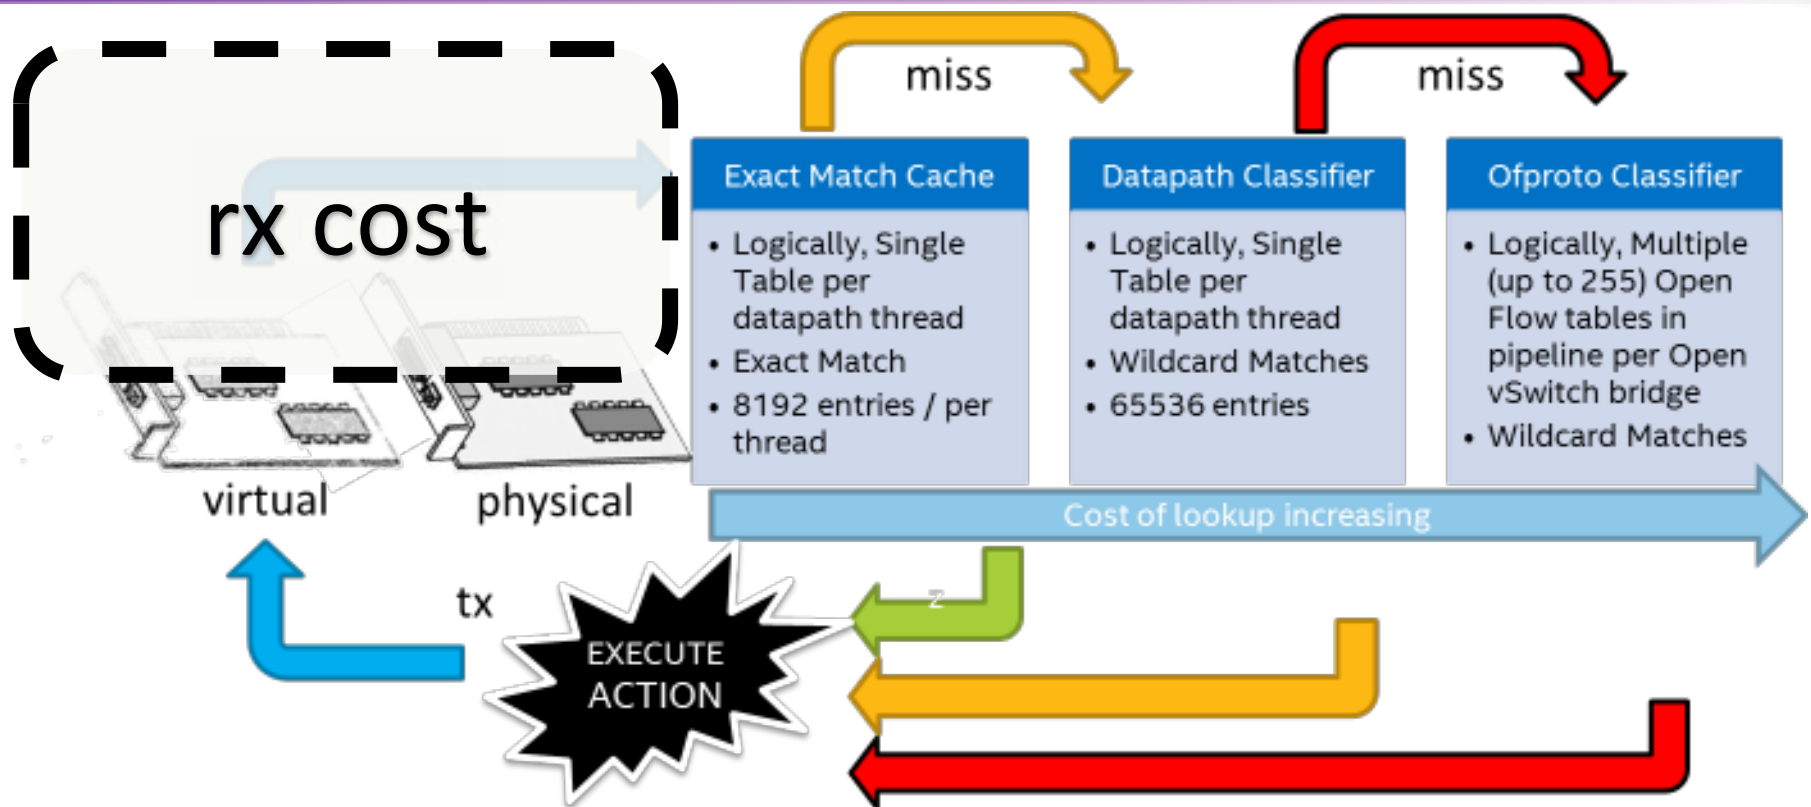 miss
miss
rx cost
Exact Match Cache
• Logically, Single
Table per
datapath thread
• Exact Match
• 8192 entries / per
thread
Datapath Classifier
• Logically, Single
Table per
datapath thread
• Wildcard Matches
• 65536 entries
Ofproto Classifier
• Logically, Multiple
(up to 255) Open
Flow tables in
pipeline per Open
vSwitch bridge
• Wildcard Matches
virtual
physical
Cost of lookup increasing
tx
EXECUTE
ACTION